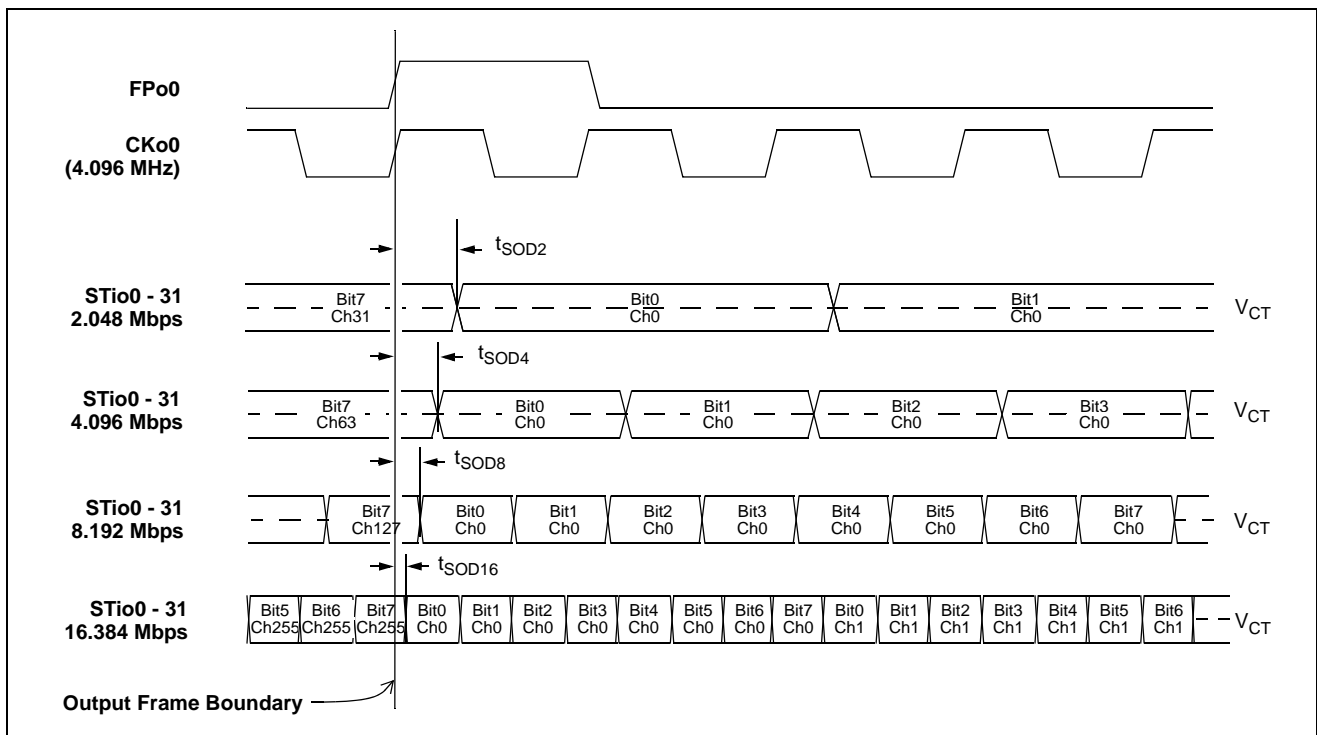 FPo0
CKo0
(4.096 MHz)
tSOD2
STio0 - 31
2.048 Mbps
Bit7
Ch31
Bit0
Ch0
Bit1
Ch0
VCT
tSOD4
STio0 - 31
4.096 Mbps
Bit7
Ch63
Bit0
Ch0
Bit1
Ch0
Bit2
Ch0
Bit3
Ch0
VCT
tSOD8
STio0 - 31
8.192 Mbps
Bit7
Ch127
Bit0
Ch0
Bit1
Ch0
Bit2
Ch0
Bit3
Ch0
Bit4
Ch0
Bit5
Ch0
Bit6
Ch0
Bit7
Ch0
VCT
tSOD16
STio0 - 31
16.384 Mbps
Bit5
Ch255
Bit6
Ch255
Bit7
Ch255
Bit0
Ch0
Bit1
Ch0
Bit2
Ch0
Bit3
Ch0
Bit4
Ch0
Bit5
Ch0
Bit6
Ch0
Bit7
Ch0
Bit0
Ch1
Bit1
Ch1
Bit2
Ch1
Bit3
Ch1
Bit4
Ch1
Bit5
Ch1
Bit6
Ch1
VCT
Output Frame Boundary